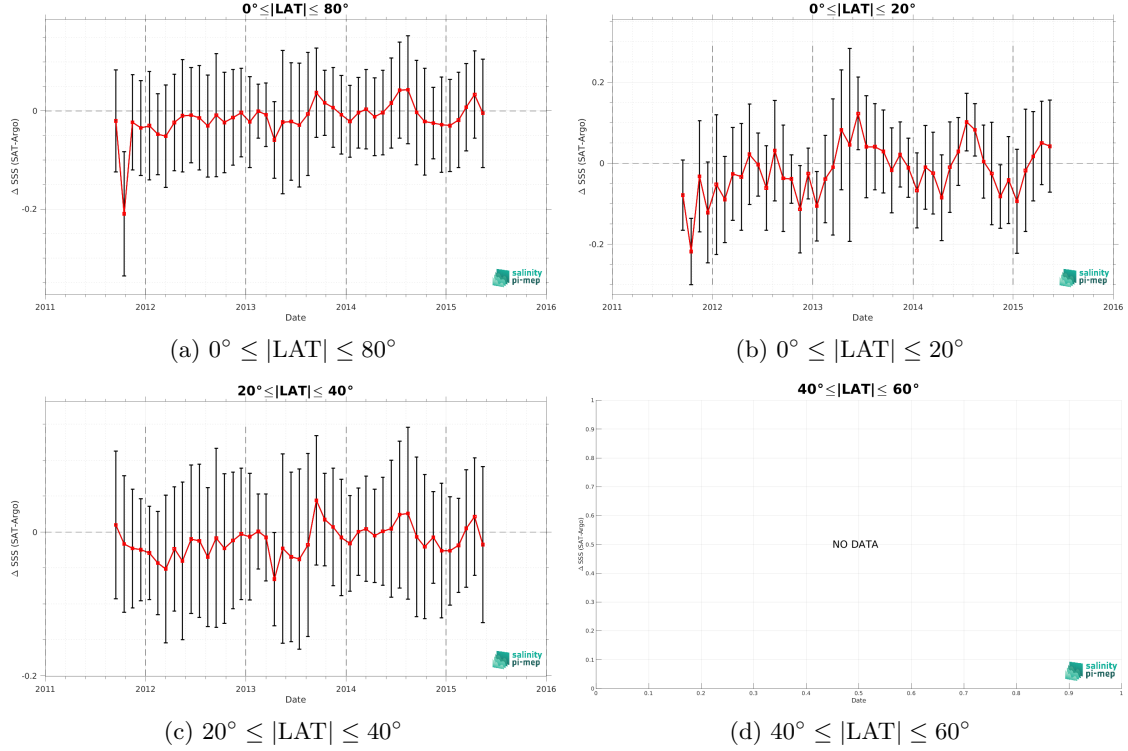 0°≤|LAT|≤ 80°
0
-0.2
Δ SSS (SAT-Argo)
2011 2012 2013 2014 2015 2016
Date
salinity
pi-mep
(a) 0° ≤ |LAT| ≤ 80°
0°≤|LAT|≤ 20°
0.2
0
-0.2
Δ SSS (SAT-Argo)
2011 2012 2013 2014 2015 2016
Date
salinity
pi-mep
(b) 0° ≤ |LAT| ≤ 20°
20°≤|LAT|≤ 40°
0
-0.2
Δ SSS (SAT-Argo)
2011 2012 2013 2014 2015 2016
Date
salinity
pi-mep
(c) 20° ≤ |LAT| ≤ 40°
40°≤|LAT|≤ 60°
1
0.9
0.8
0.7
0.6
0.5
0.4
0.3
0.2
0.1
0
Δ SSS (SAT-Argo)
NO DATA
0 0.1 0.2 0.3 0.4 0.5 0.6 0.7 0.8 0.9 1
Date
salinity
pi-mep
(d) 40° ≤ |LAT| ≤ 60°